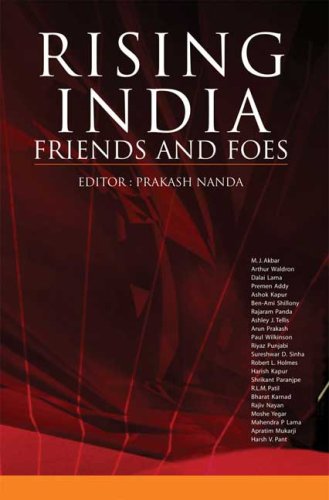 RISING
INDIA
FRIENDS AND FOES
EDITOR : PRAKASH NANDA
M. J. Akbar
Arthur Waldron
Dalai Lama
Premen Addy
Ashok Kapur
Ben-Ami Shillony
Rajaram Panda
Ashley J. Tellis
Arun Prakash
Paul Wilkinson
Riyaz Punjabi
Sureshwar D. Sinha
Robert L. Holmes
Harish Kapur
Shrikant Paranjpe
R.L.M. Patil
Bharat Karnad
Rajiv Nayan
Moshe Yegar
Mahendra P Lama
Apratim Mukarji
Harsh V. Pant